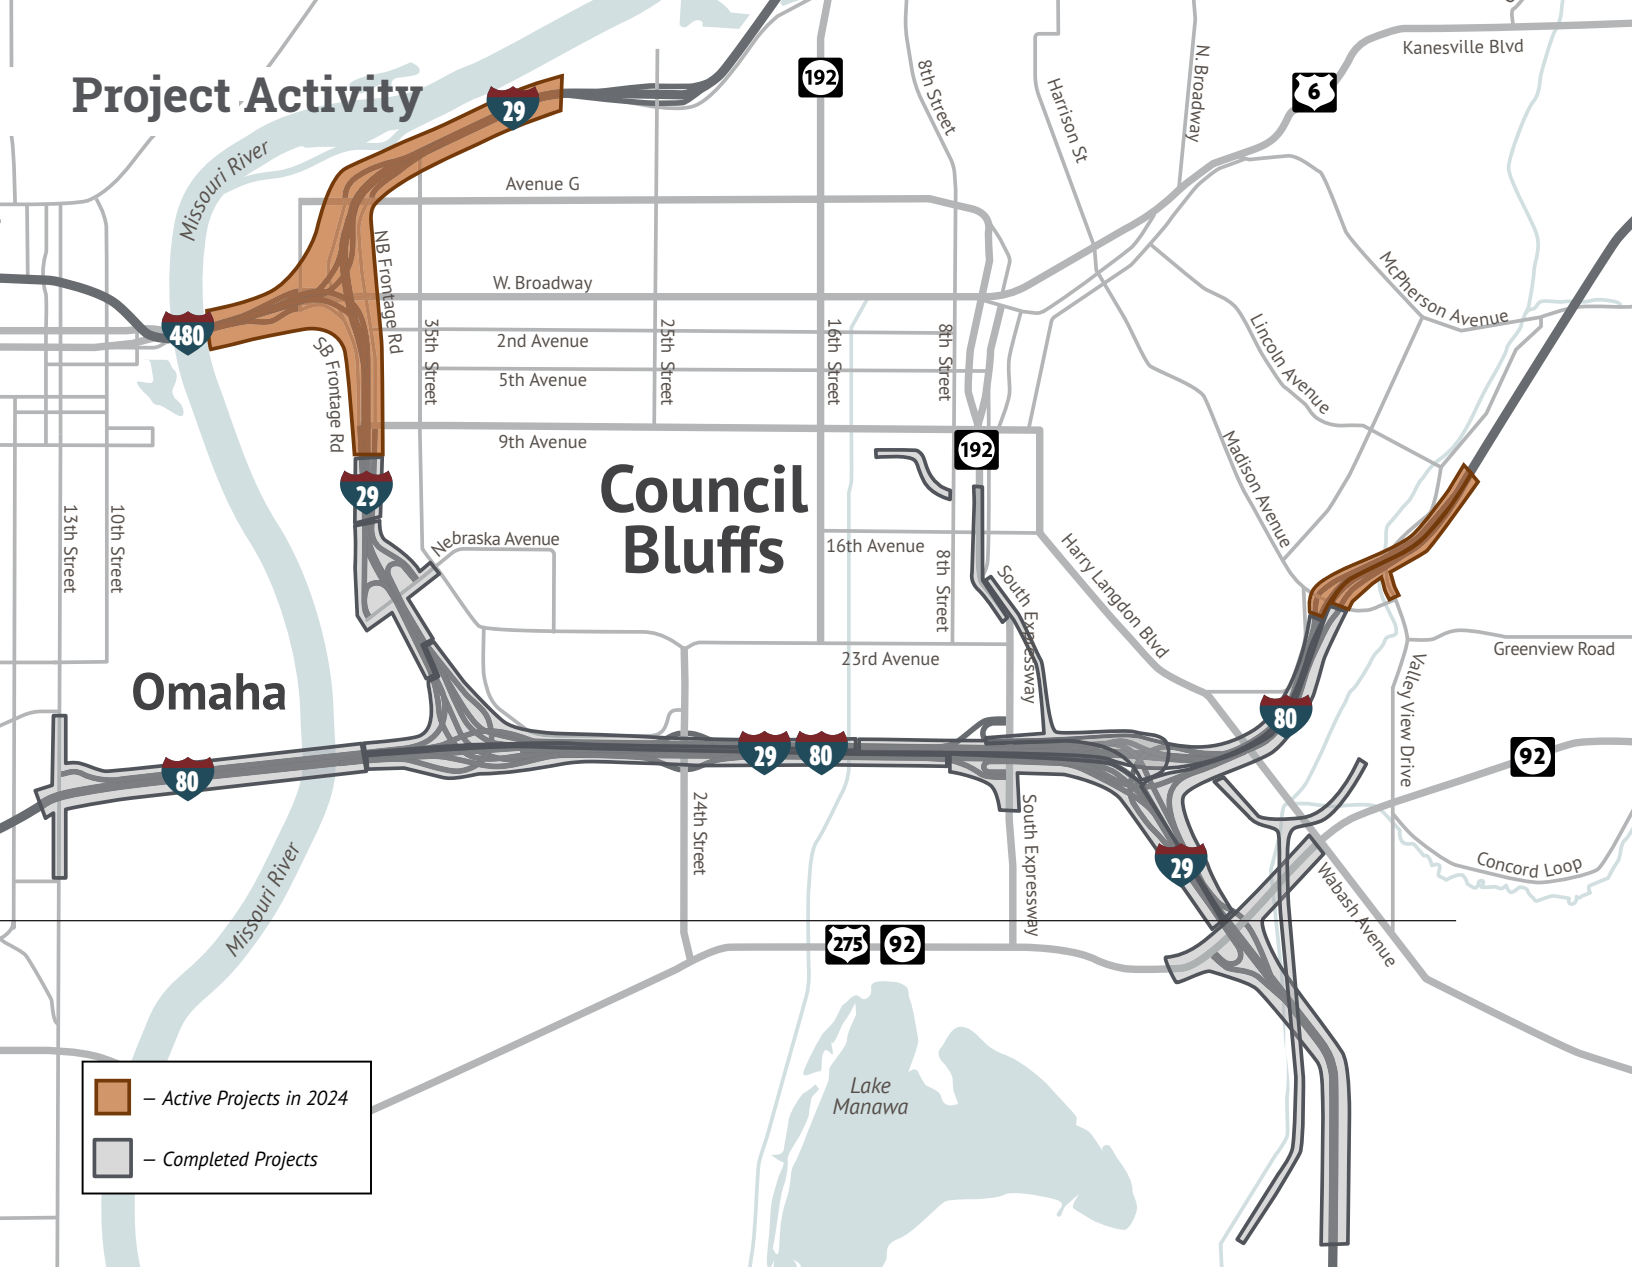 Project Activity
Missouri River
29
192
8th Street
Harrison St
N. Broadway
6
Kanesville Blvd
Avenue G
NB Frontage Rd
W. Broadway
McPherson Avenue
480
SB Frontage Rd
35th Street
2nd Avenue
25th Street
16th Street
8th Street
Lincoln Avenue
5th Avenue
9th Avenue
192
Madison Avenue
29
Council
Bluffs
13th Street
10th Street
Nebraska Avenue
16th Avenue
8th Street
South Expressway
Harry Langdon Blvd
23rd Avenue
Greenview Road
Valley View Drive
Omaha
80
29
80
80
92
24th Street
South Expressway
29
Wabash Avenue
Concord Loop
Missouri River
275
92
Lake
Manawa
– Active Projects in 2024
– Completed Projects